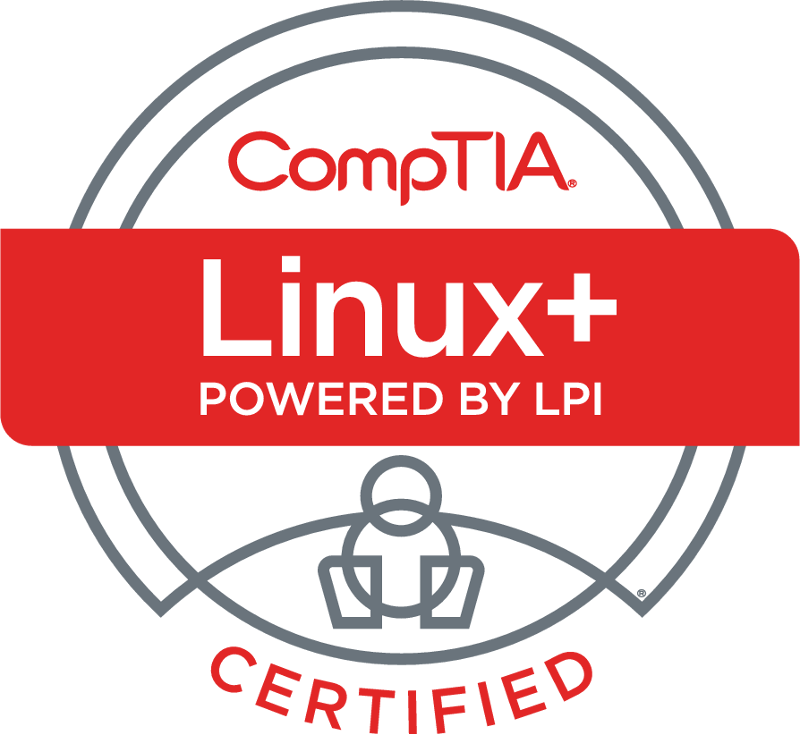 CompTIA®
Linux+
POWERED BY LPI
®
CERTIFIED